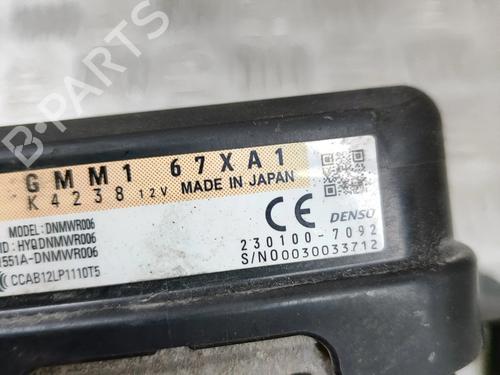 B-PARTS
GMM1 67XA1
K4238 12V MADE IN JAPAN
MODEL: DNMWR006
ID : HYQDNMWR006
1551A-DNMWR006
CCAB12LP1110T5
CE
DENSO
230100-7092
S/N00030033712